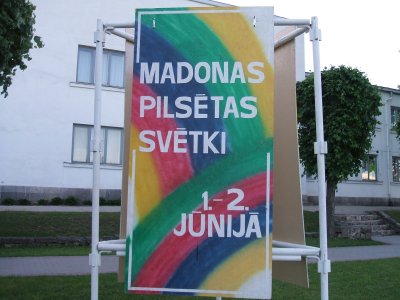 MADONAS
PILSĒTAS
SVĒTKI
1.-2.
JŪNIJĀ